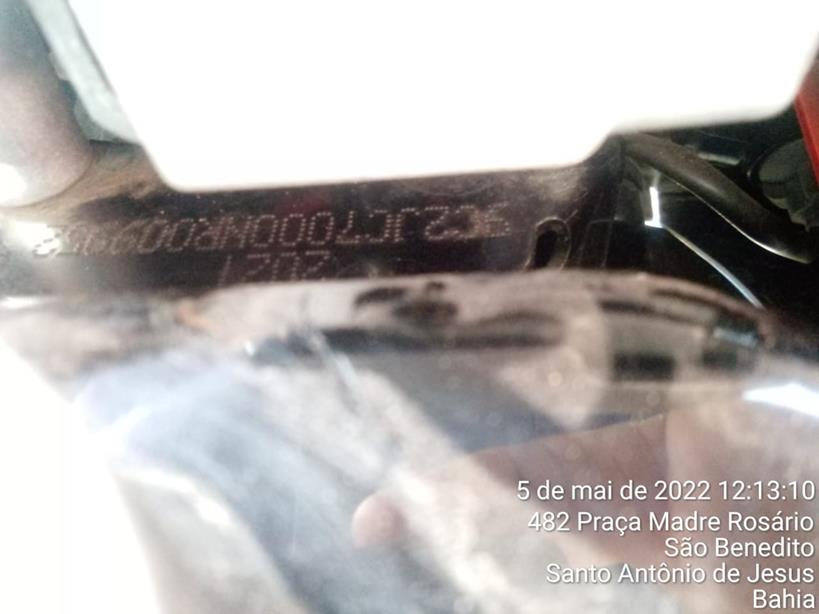 2021
5 de mai de 2022 12:13:10
482 Praça Madre Rosário
São Benedito
Santo Antônio de Jesus
Bahia